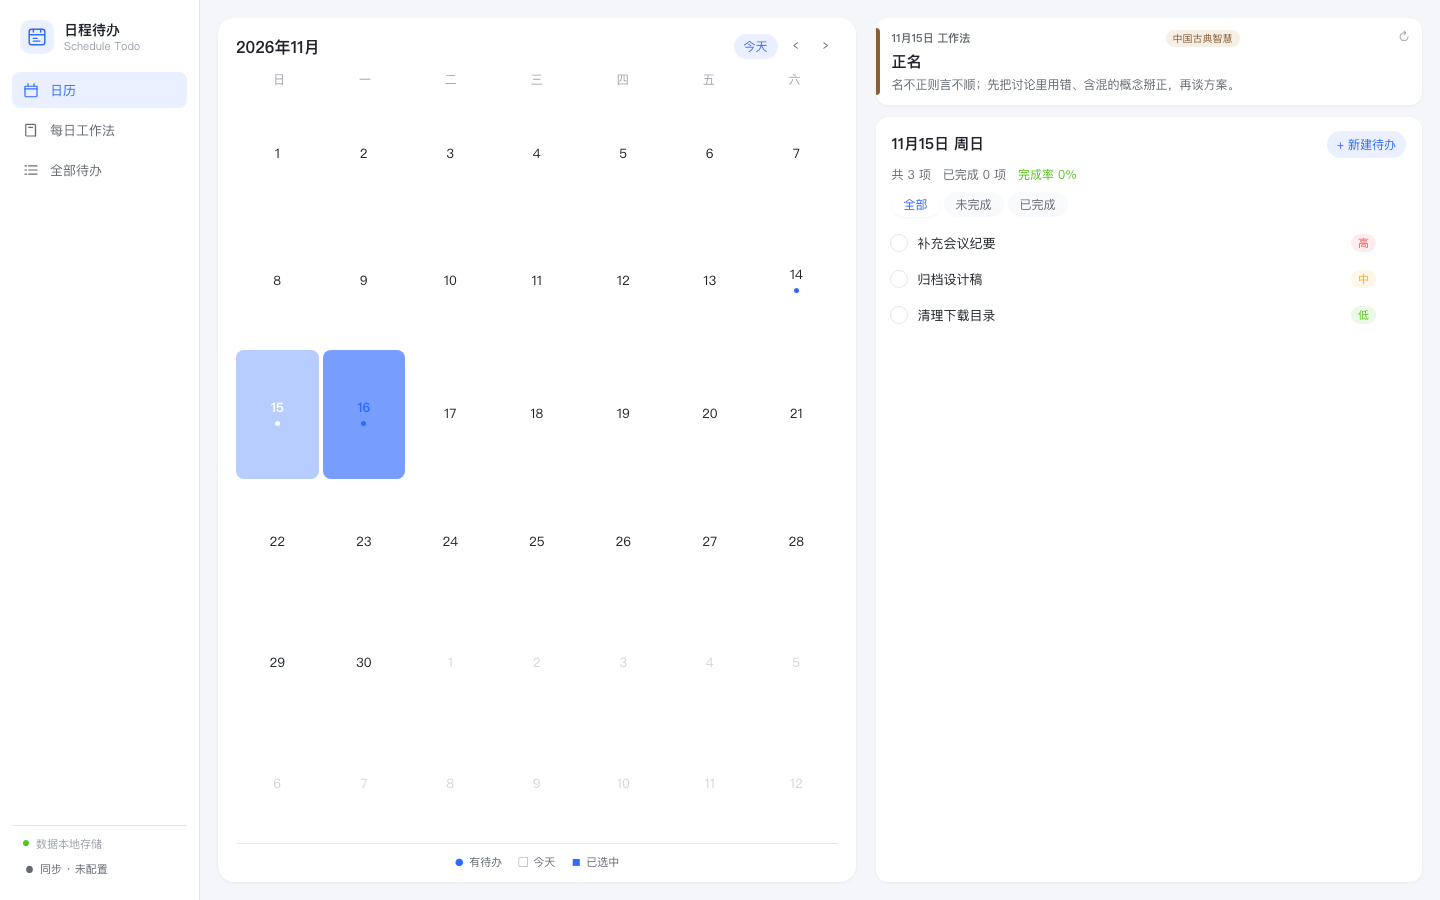 日程待办
Schedule Todo
日历
每日工作法
全部待办
数据本地存储
同步 · 未配置
2026年11月
今天
日 一 二 三 四 五 六
1 2 3 4 5 6 7
8 9 10 11 12 13 14
15 16 17 18 19 20 21
22 23 24 25 26 27 28
29 30 1 2 3 4 5
6 7 8 9 10 11 12
有待办 今天 已选中
11月15日 工作法 中国古典智慧
正名
名不正则言不顺；先把讨论里用错、含混的概念掰正，再谈方案。
11月15日 周日 + 新建待办
共 3 项 已完成 0 项 完成率 0%
全部 未完成 已完成
补充会议纪要 高
归档设计稿 中
清理下载目录 低